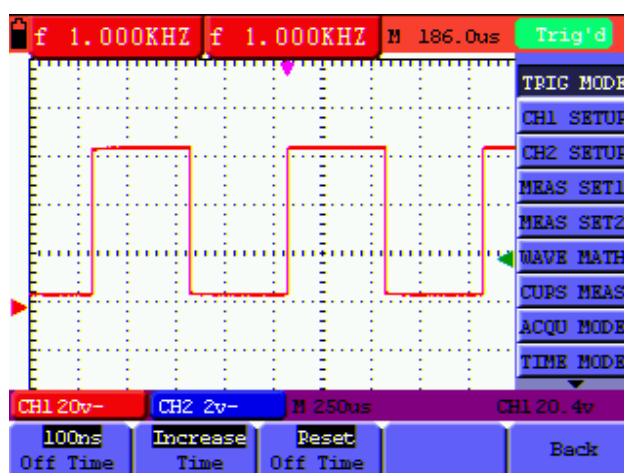 f 1.000KHZ f 1.000KHZ M 186.0us Trig'd
TRIG MODE
CH1 SETUP
CH2 SETUP
MEAS SET1
MEAS SET2
WAVE MATH
CURS MEAS
ACQU MODE
TIME MODE
CH1 20v- CH2 2v- M 250us CH1 20.4v
100ns Increase Reset
Off Time Time Off Time Back